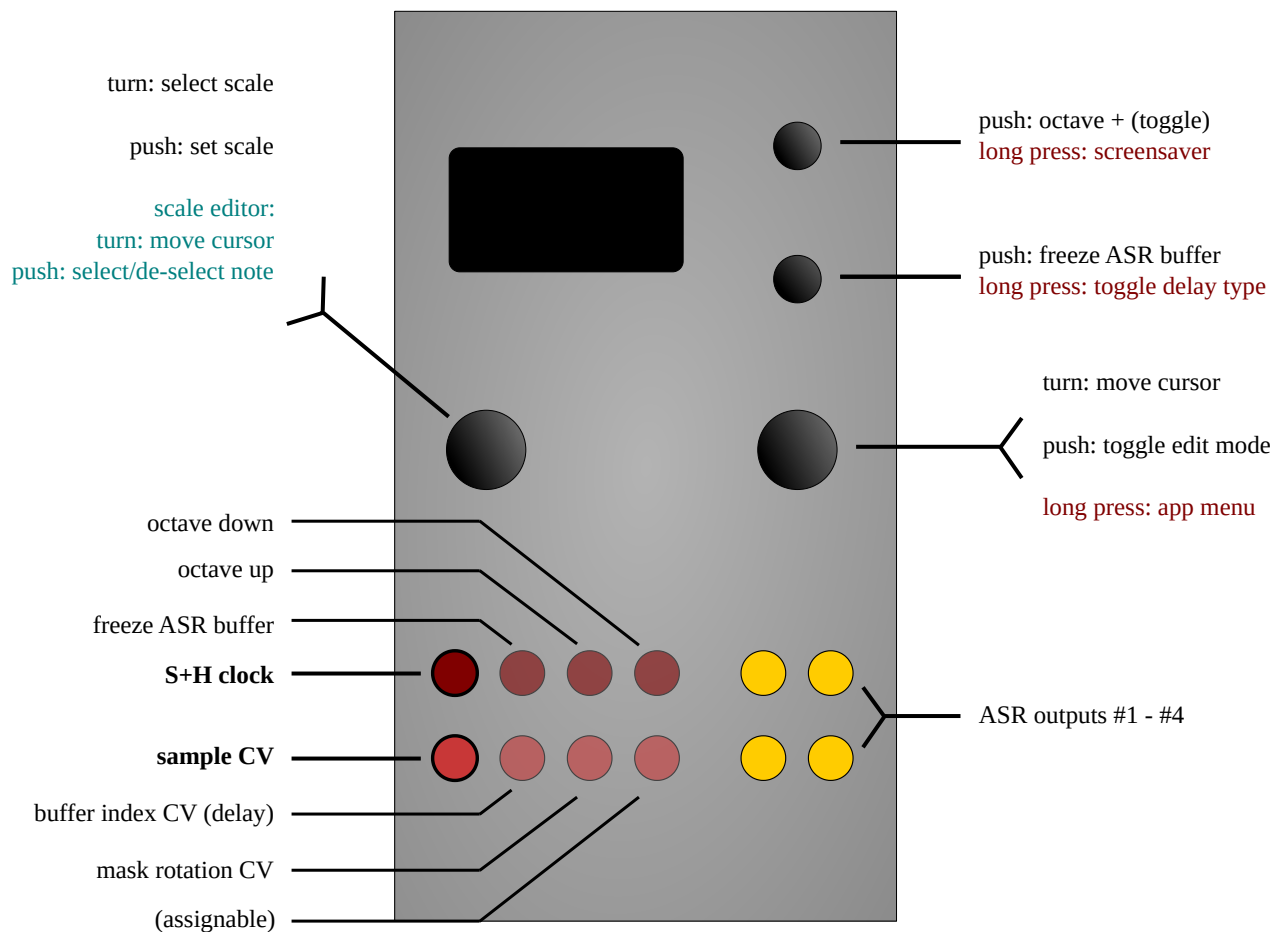 turn: select scale
push: set scale
scale editor:
turn: move cursor
push: select/de-select note
octave down
octave up
freeze ASR buffer
S+H clock
sample CV
buffer index CV (delay)
mask rotation CV
(assignable)
push: octave + (toggle)
long press: screensaver
push: freeze ASR buffer
long press: toggle delay type
turn: move cursor
push: toggle edit mode
long press: app menu
ASR outputs #1 - #4